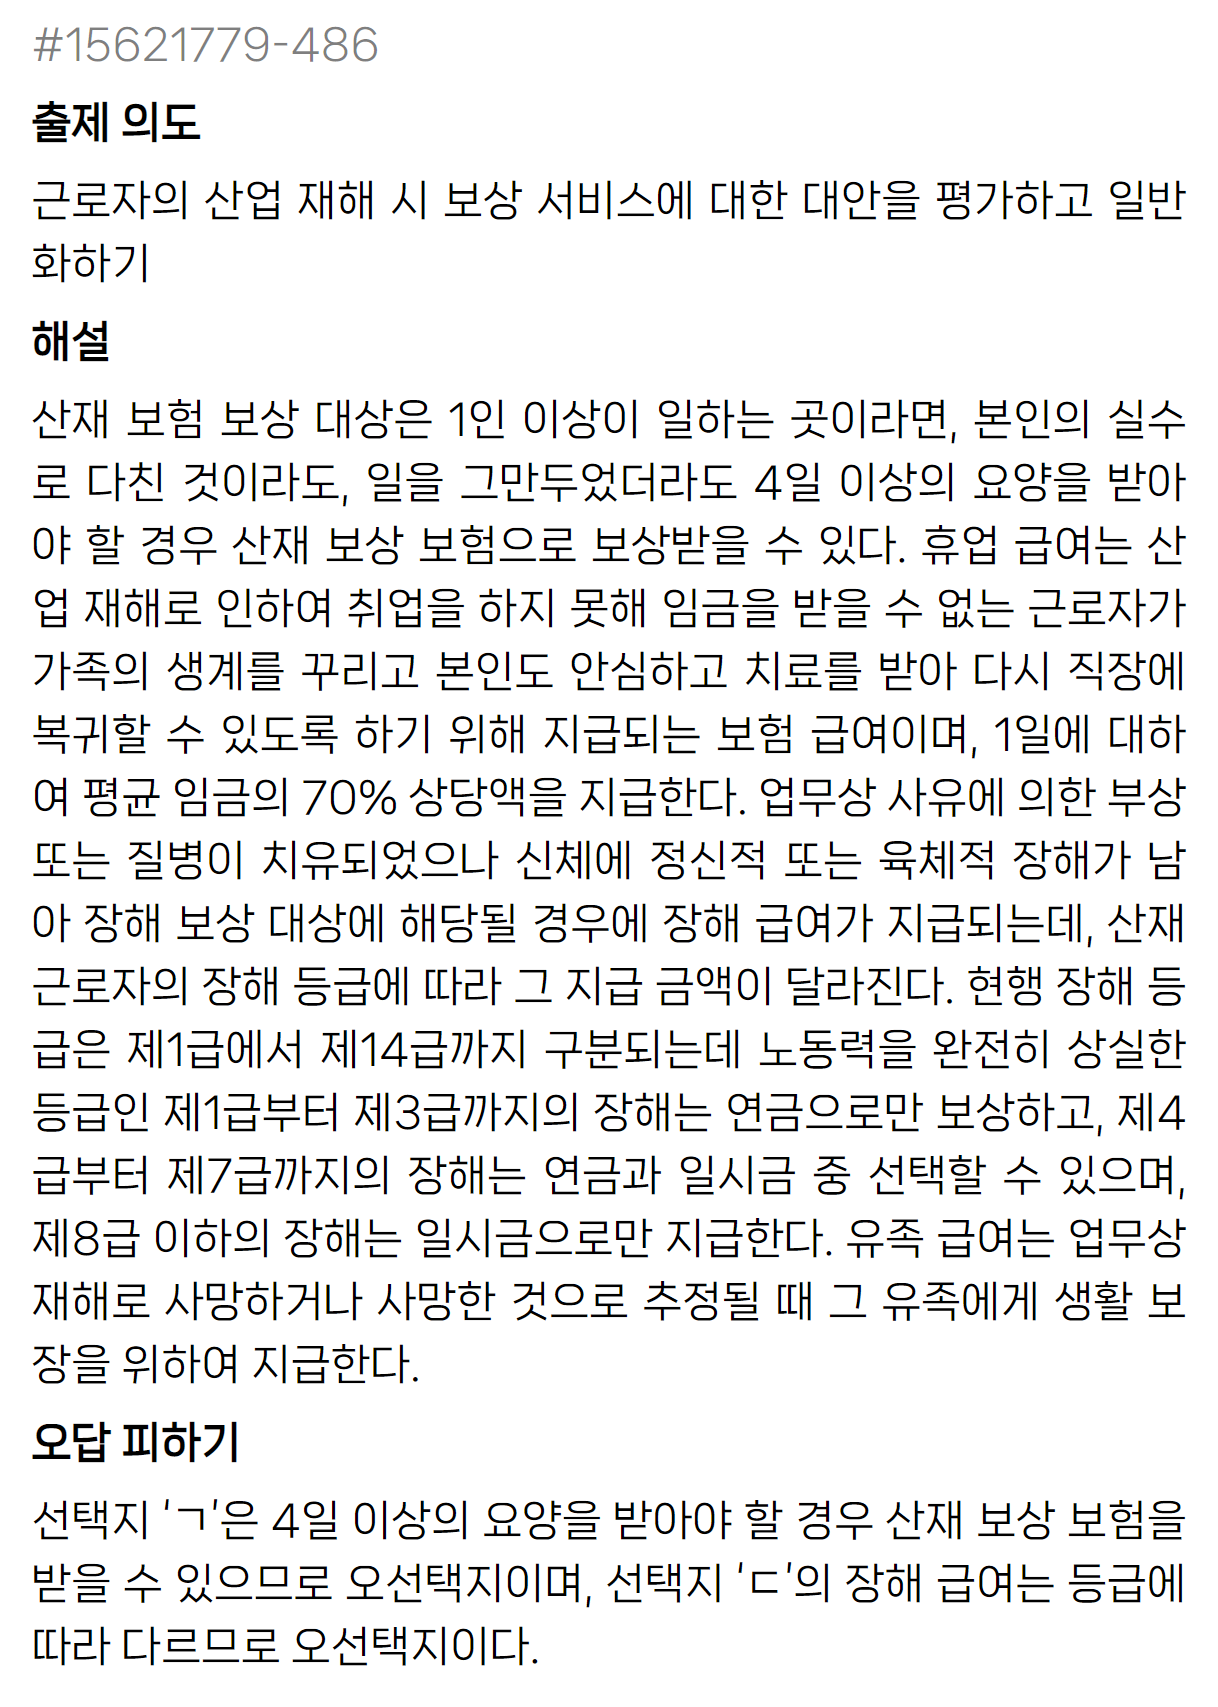 #15621779-486
출제 의도
근로자의 산업 재해 시 보상 서비스에 대한 대안을 평가하고 일반
화하기
해설
산재 보험 보상 대상은 1인 이상이 일하는 곳이라면, 본인의 실수
로 다친 것이라도, 일을 그만두었더라도 4일 이상의 요양을 받아
야 할 경우 산재 보상 보험으로 보상받을 수 있다. 휴업 급여는 산
업 재해로 인하여 취업을 하지 못해 임금을 받을 수 없는 근로자가
가족의 생계를 꾸리고 본인도 안심하고 치료를 받아 다시 직장에
복귀할 수 있도록 하기 위해 지급되는 보험 급여이며, 1일에 대하
여 평균 임금의 70% 상당액을 지급한다. 업무상 사유에 의한 부상
또는 질병이 치유되었으나 신체에 정신적 또는 육체적 장해가 남
아 장해 보상 대상에 해당될 경우에 장해 급여가 지급되는데, 산재
근로자의 장해 등급에 따라 그 지급 금액이 달라진다. 현행 장해 등
급은 제1급에서 제14급까지 구분되는데 노동력을 완전히 상실한
등급인 제1급부터 제3급까지의 장해는 연금으로만 보상하고, 제4
급부터 제7급까지의 장해는 연금과 일시금 중 선택할 수 있으며,
제8급 이하의 장해는 일시금으로만 지급한다. 유족 급여는 업무상
재해로 사망하거나 사망한 것으로 추정될 때 그 유족에게 생활 보
장을 위하여 지급한다.
오답 피하기
선택지 ‘ㄱ’은 4일 이상의 요양을 받아야 할 경우 산재 보상 보험을
받을 수 있으므로 오선택지이며, 선택지 ‘ㄷ’의 장해 급여는 등급에
따라 다르므로 오선택지이다.